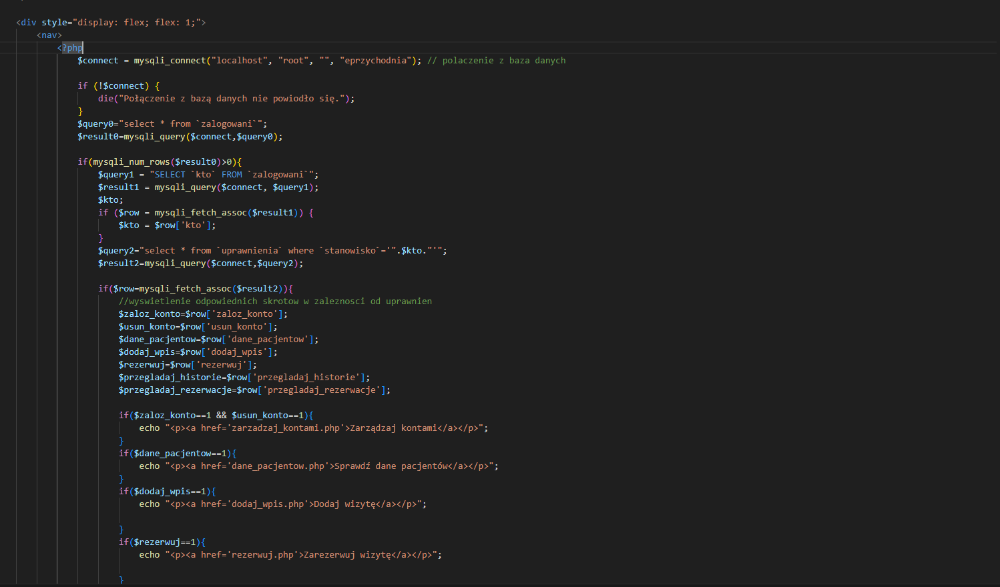 <div style="display: flex; flex: 1;">
<nav>
<?php
$connect = mysqli_connect("localhost", "root", "", "eprzychodnia"); // polaczenie z baza danych
if (!$connect) {
die("Połączenie z bazą danych nie powiodło się.");
}
$query0="select * from `zalogowani`";
$result0=mysqli_query($connect,$query0);
if(mysqli_num_rows($result0)>0){
$query1 = "SELECT `kto` FROM `zalogowani`";
$result1 = mysqli_query($connect, $query1);
$kto;
if ($row = mysqli_fetch_assoc($result1)) {
$kto = $row['kto'];
}
$query2="select * from `uprawnienia` where `stanowisko`='".$kto."'";
$result2=mysqli_query($connect,$query2);
if($row=mysqli_fetch_assoc($result2)){
//wyswietlenie odpowiednich skrotow w zaleznosci od uprawnien
$zaloz_konto=$row['zaloz_konto'];
$usun_konto=$row['usun_konto'];
$dane_pacjentow=$row['dane_pacjentow'];
$dodaj_wpis=$row['dodaj_wpis'];
$rezerwuj=$row['rezerwuj'];
$przegladaj_historie=$row['przegladaj_historie'];
$przegladaj_rezerwacje=$row['przegladaj_rezerwacje'];
if($zaloz_konto==1 && $usun_konto==1){
echo "<p><a href='zarzadzaj_kontami.php'>Zarządzaj kontami</a></p>";
}
if($dane_pacjentow==1){
echo "<p><a href='dane_pacjentow.php'>Sprawdź dane pacjentów</a></p>";
}
if($dodaj_wpis==1){
echo "<p><a href='dodaj_wpis.php'>Dodaj wizytę</a></p>";
}
if($rezerwuj==1){
echo "<p><a href='rezerwuj.php'>Zarezerwuj wizytę</a></p>";
}